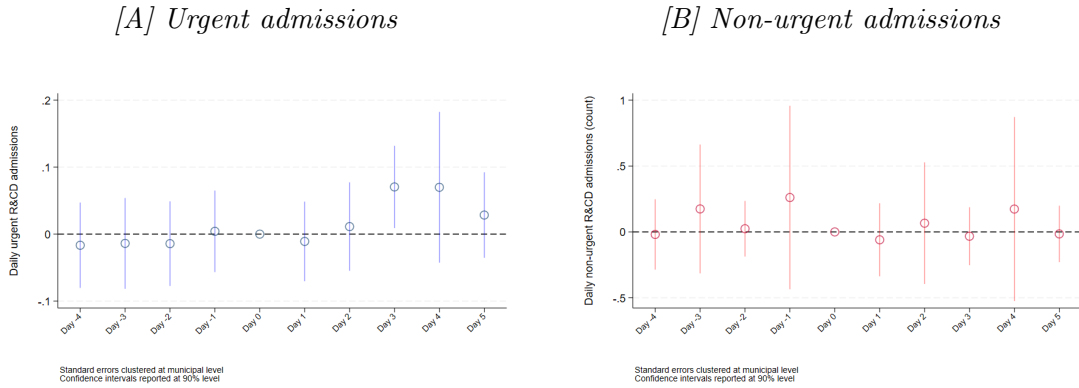 [A] Urgent admissions
[B] Non-urgent admissions
Daily urgent R&CD admissions
.2
.1
0
-.1
Day -4
Day -3
Day -2
Day -1
Day 0
Day 1
Day 2
Day 3
Day 4
Day 5
Standard errors clustered at municipal level
Confidence intervals reported at 90% level
Daily non-urgent R&CD admissions (count)
1
.5
0
-.5
Day -4
Day -3
Day -2
Day -1
Day 0
Day 1
Day 2
Day 3
Day 4
Day 5
Standard errors clustered at municipal level
Confidence intervals reported at 90% level